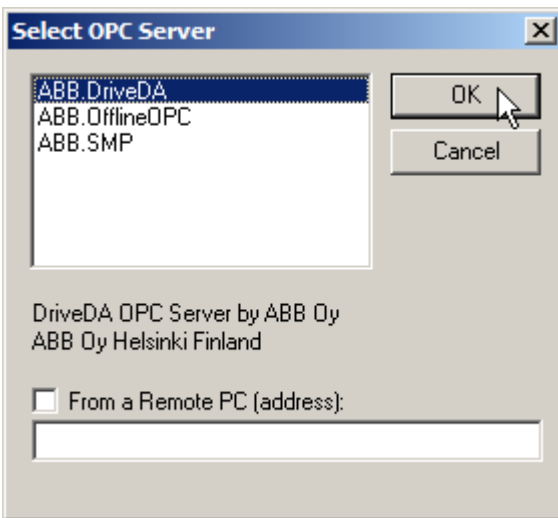 Select OPC Server
ABB.DriveDA
ABB.OfflineOPC
ABB.SMP
OK
Cancel
DriveDA OPC Server by ABB Oy
ABB Oy Helsinki Finland
From a Remote PC (address):